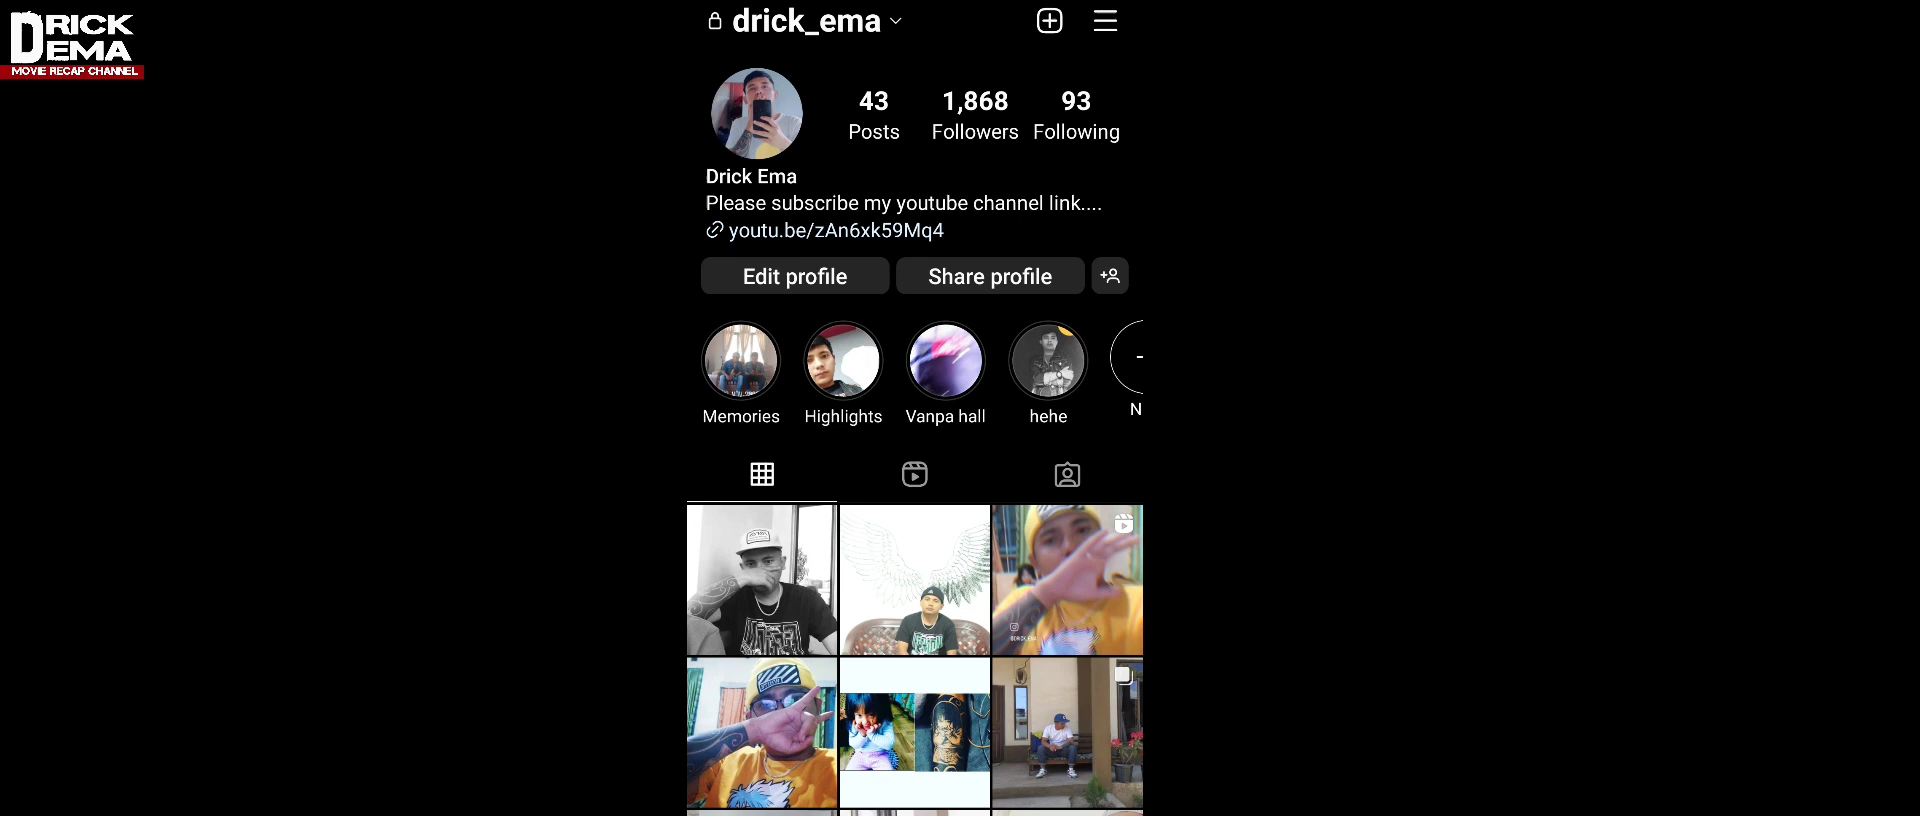 DRICK
DEMA
MOVIE RECAP CHANNEL
drick_ema
43
1,868
93
Posts
Followers
Following
Drick Ema
Please subscribe my youtube channel link....
youtu.be/zAn6xk59Mq4
Edit profile
Share profile
Memories
Highlights
Vanpa hall
hehe
N